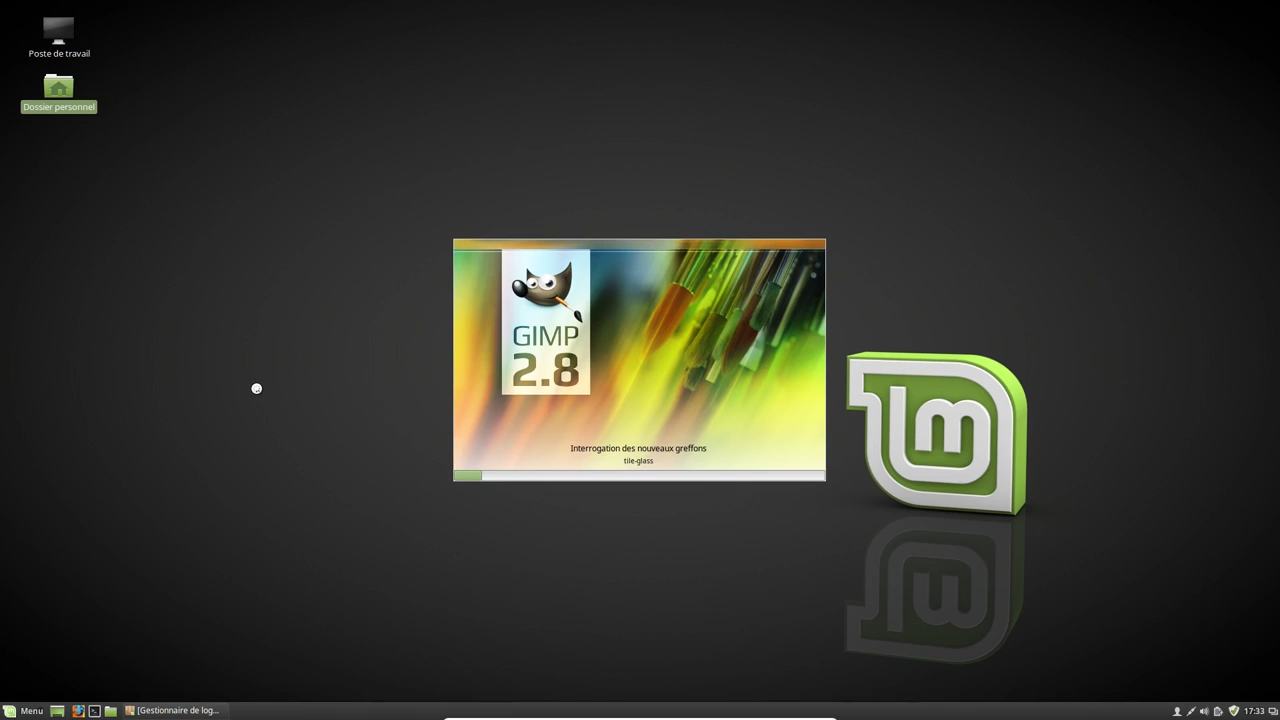 Poste de travail
Dossier personnel
GIMP
2.8
Interrogation des nouveaux greffons
tile-glass
lm
Menu
[Gestionnaire de log...
17:33